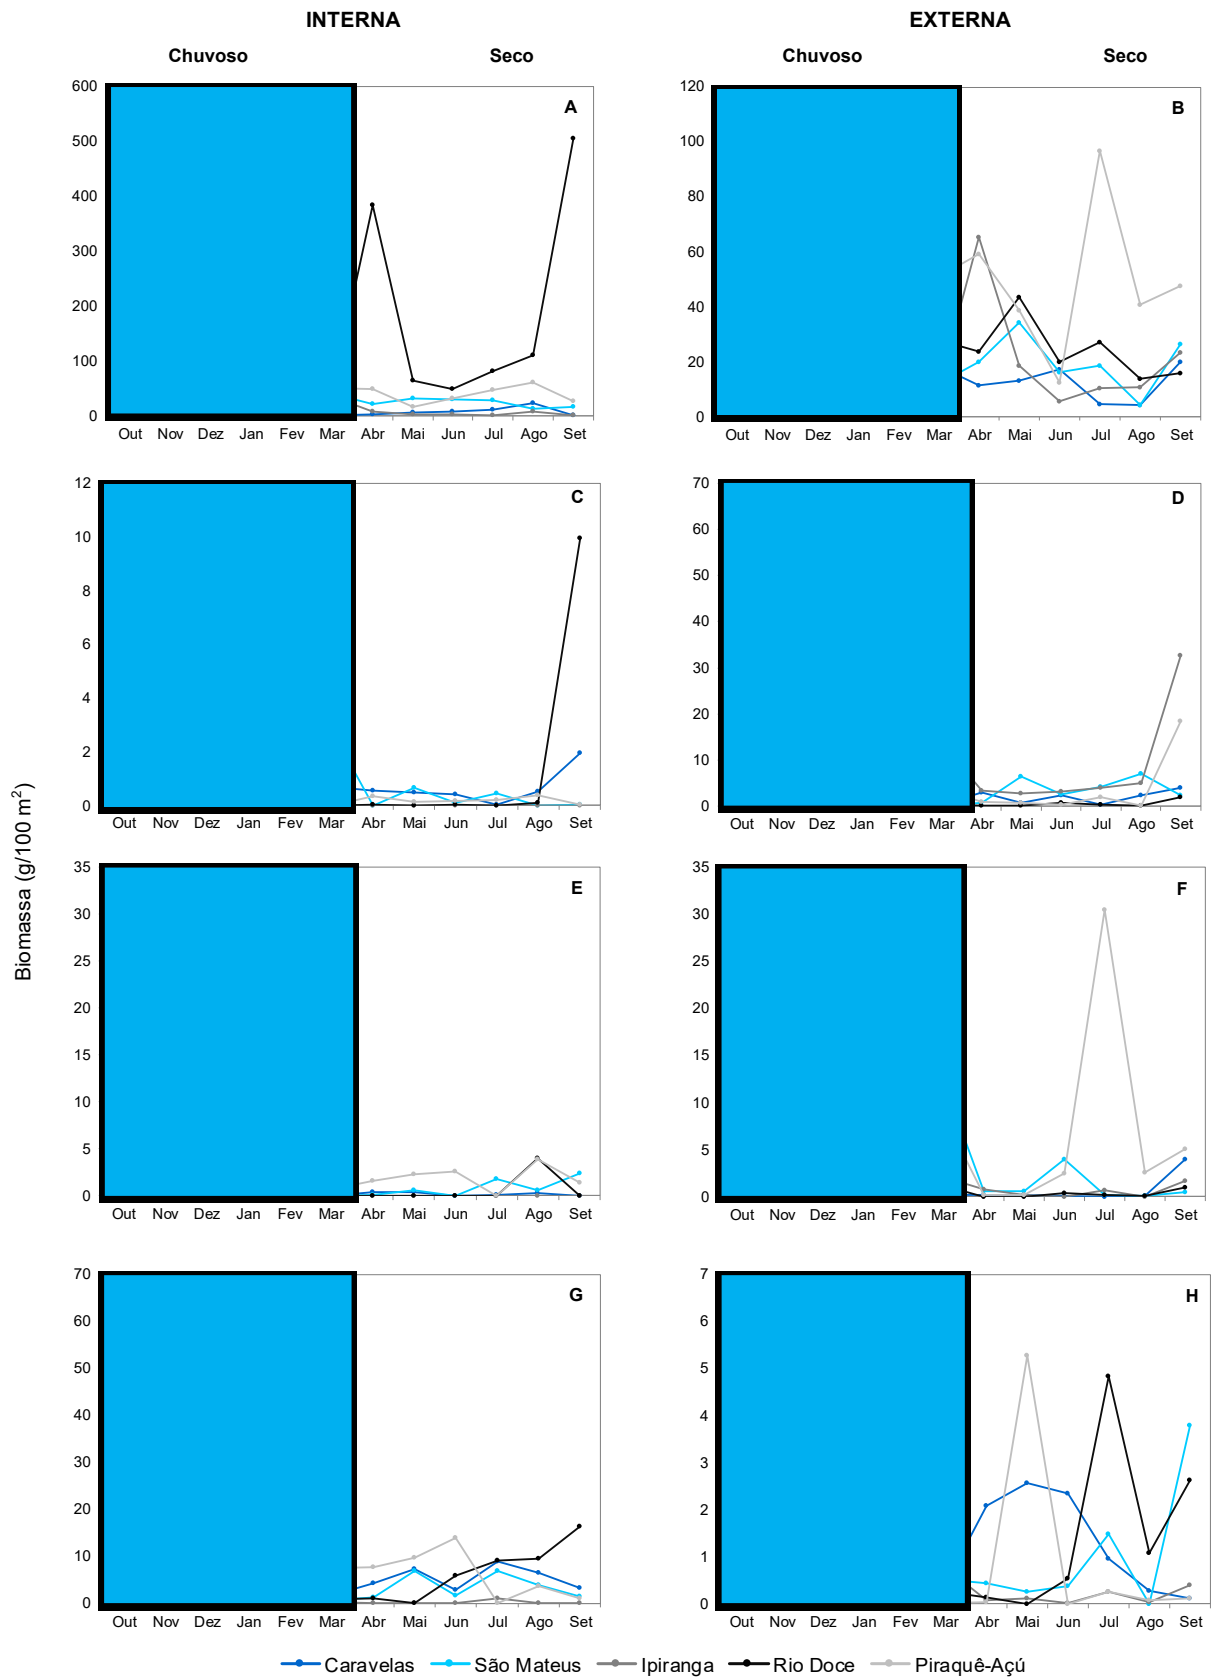 INTERNA EXTERNA
Chuvoso Seco Chuvoso Seco
600 500 400 300 200 100 0
A
Out Nov Dez Jan Fev Mar Abr Mai Jun Jul Ago Set
120 100 80 60 40 20 0
B
Out Nov Dez Jan Fev Mar Abr Mai Jun Jul Ago Set
12 10 8 6 4 2 0
C
Out Nov Dez Jan Fev Mar Abr Mai Jun Jul Ago Set
70 60 50 40 30 20 10 0
D
Out Nov Dez Jan Fev Mar Abr Mai Jun Jul Ago Set
Biomassa (g/100 m²)
35 30 25 20 15 10 5 0
E
Out Nov Dez Jan Fev Mar Abr Mai Jun Jul Ago Set
35 30 25 20 15 10 5 0
F
Out Nov Dez Jan Fev Mar Abr Mai Jun Jul Ago Set
70 60 50 40 30 20 10 0
G
Out Nov Dez Jan Fev Mar Abr Mai Jun Jul Ago Set
7 6 5 4 3 2 1 0
H
Out Nov Dez Jan Fev Mar Abr Mai Jun Jul Ago Set
Caravelas São Mateus Ipiranga Rio Doce Piraquê-Açú